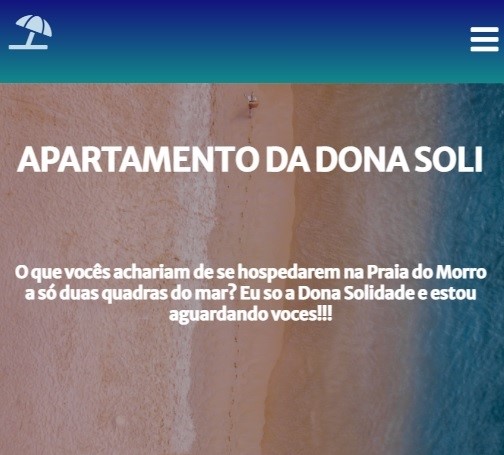 APARTAMENTO DA DONA SOLI
O que vocês achariam de se hospedarem na Praia do Morro
a só duas quadras do mar? Eu so a Dona Solidade e estou
aguardando voces!!!